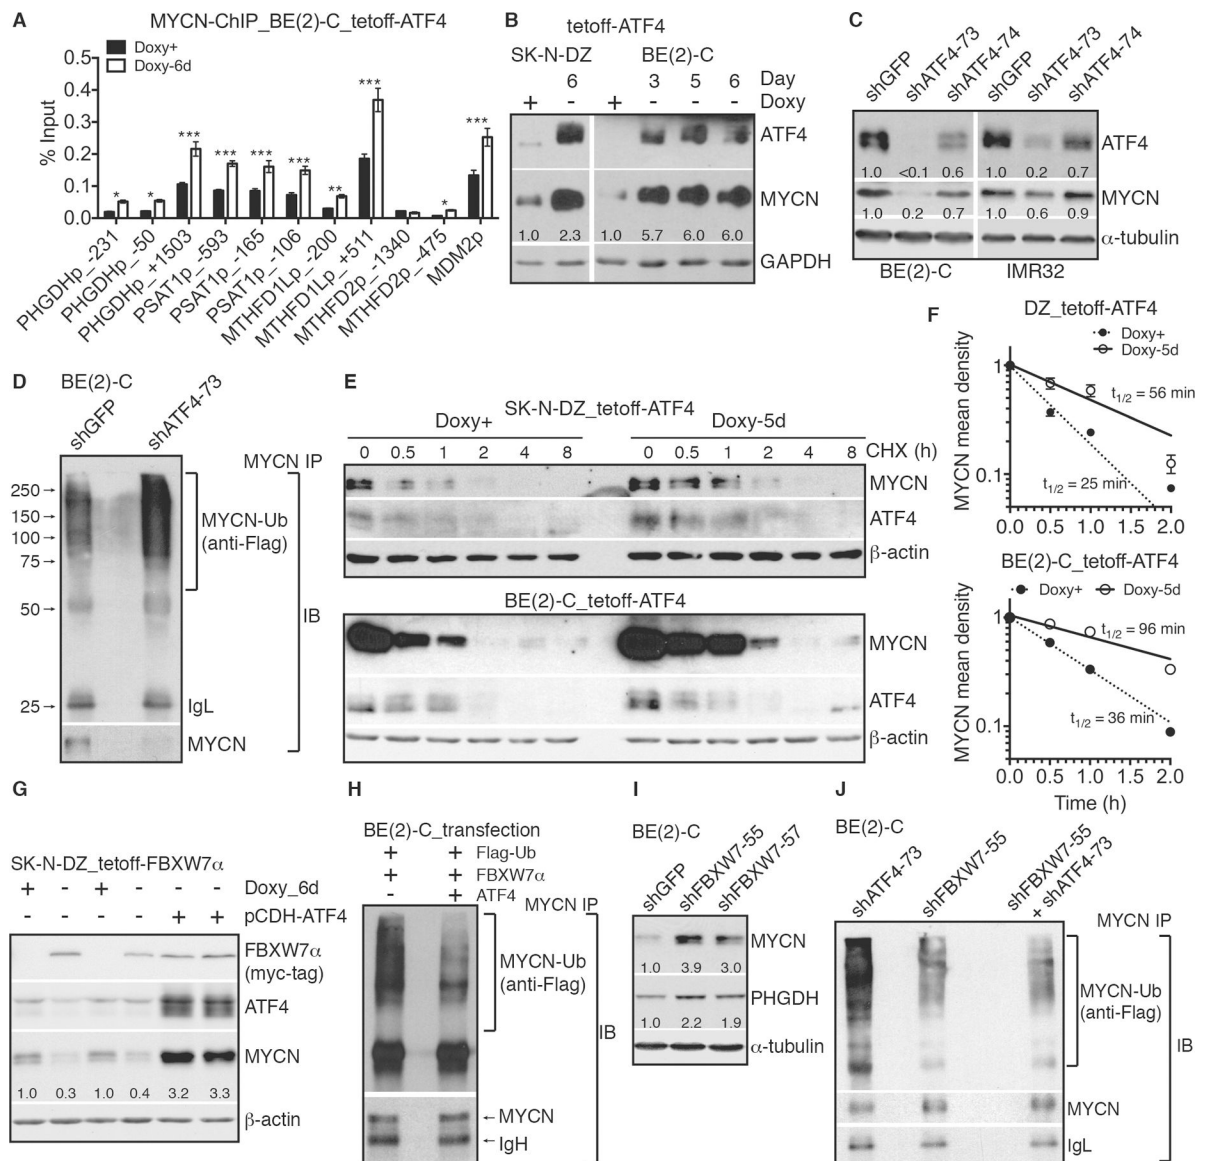 A
MYCN-ChIP_BE(2)-C_tetoff-ATF4
Doxy+
Doxy-6d
% Input
0.5
0.4
0.3
0.2
0.1
0.0
* * *** *** *** *** ** *** * ***
PHGDHp_-231
PHGDHp_-50
PHGDHp_+1503
PSAT1p_-593
PSAT1p_-165
PSAT1p_-106
MTHFD1Lp_-200
MTHFD1Lp_+511
MTHFD2p_-1340
MTHFD2p_-475
MDM2p
B
tetoff-ATF4
SK-N-DZ BE(2)-C
6 3 5 6 Day
+ - + - - - Doxy
ATF4
MYCN
1.0 2.3 1.0 5.7 6.0 6.0
GAPDH
C
shGFP shATF4-73 shATF4-74 shGFP shATF4-73 shATF4-74
ATF4
1.0 <0.1 0.6 1.0 0.2 0.7
MYCN
1.0 0.2 0.7 1.0 0.6 0.9
α-tubulin
BE(2)-C IMR32
D
BE(2)-C
shGFP shATF4-73
MYCN IP
250
150
100
75
50
25
MYCN-Ub
(anti-Flag)
IB
IgL
MYCN
E
SK-N-DZ_tetoff-ATF4
Doxy+ Doxy-5d
0 0.5 1 2 4 8 0 0.5 1 2 4 8 CHX (h)
MYCN
ATF4
β-actin
BE(2)-C_tetoff-ATF4
MYCN
ATF4
β-actin
F
DZ_tetoff-ATF4
Doxy+
Doxy-5d
MYCN mean density
1
0.1
t1/2 = 56 min
t1/2 = 25 min
0.0 0.5 1.0 1.5 2.0
BE(2)-C_tetoff-ATF4
Doxy+ Doxy-5d
MYCN mean density
1
0.1
t1/2 = 96 min
t1/2 = 36 min
0.0 0.5 1.0 1.5 2.0
Time (h)
G
SK-N-DZ_tetoff-FBXW7α
+ - + - - - Doxy_6d
- - - - + + pCDH-ATF4
FBXW7α
(myc-tag)
ATF4
MYCN
1.0 0.3 1.0 0.4 3.2 3.3
β-actin
H
BE(2)-C_transfection
+ + Flag-Ub
+ + FBXW7α
- + ATF4
MYCN IP
MYCN-Ub
(anti-Flag)
IB
MYCN
IgH
I
BE(2)-C
shGFP shFBXW7-55 shFBXW7-57
MYCN
1.0 3.9 3.0
PHGDH
1.0 2.2 1.9
α-tubulin
J
BE(2)-C
shATF4-73 shFBXW7-55 shFBXW7-55
+ shATF4-73
MYCN IP
MYCN-Ub
(anti-Flag)
IB
MYCN
IgL